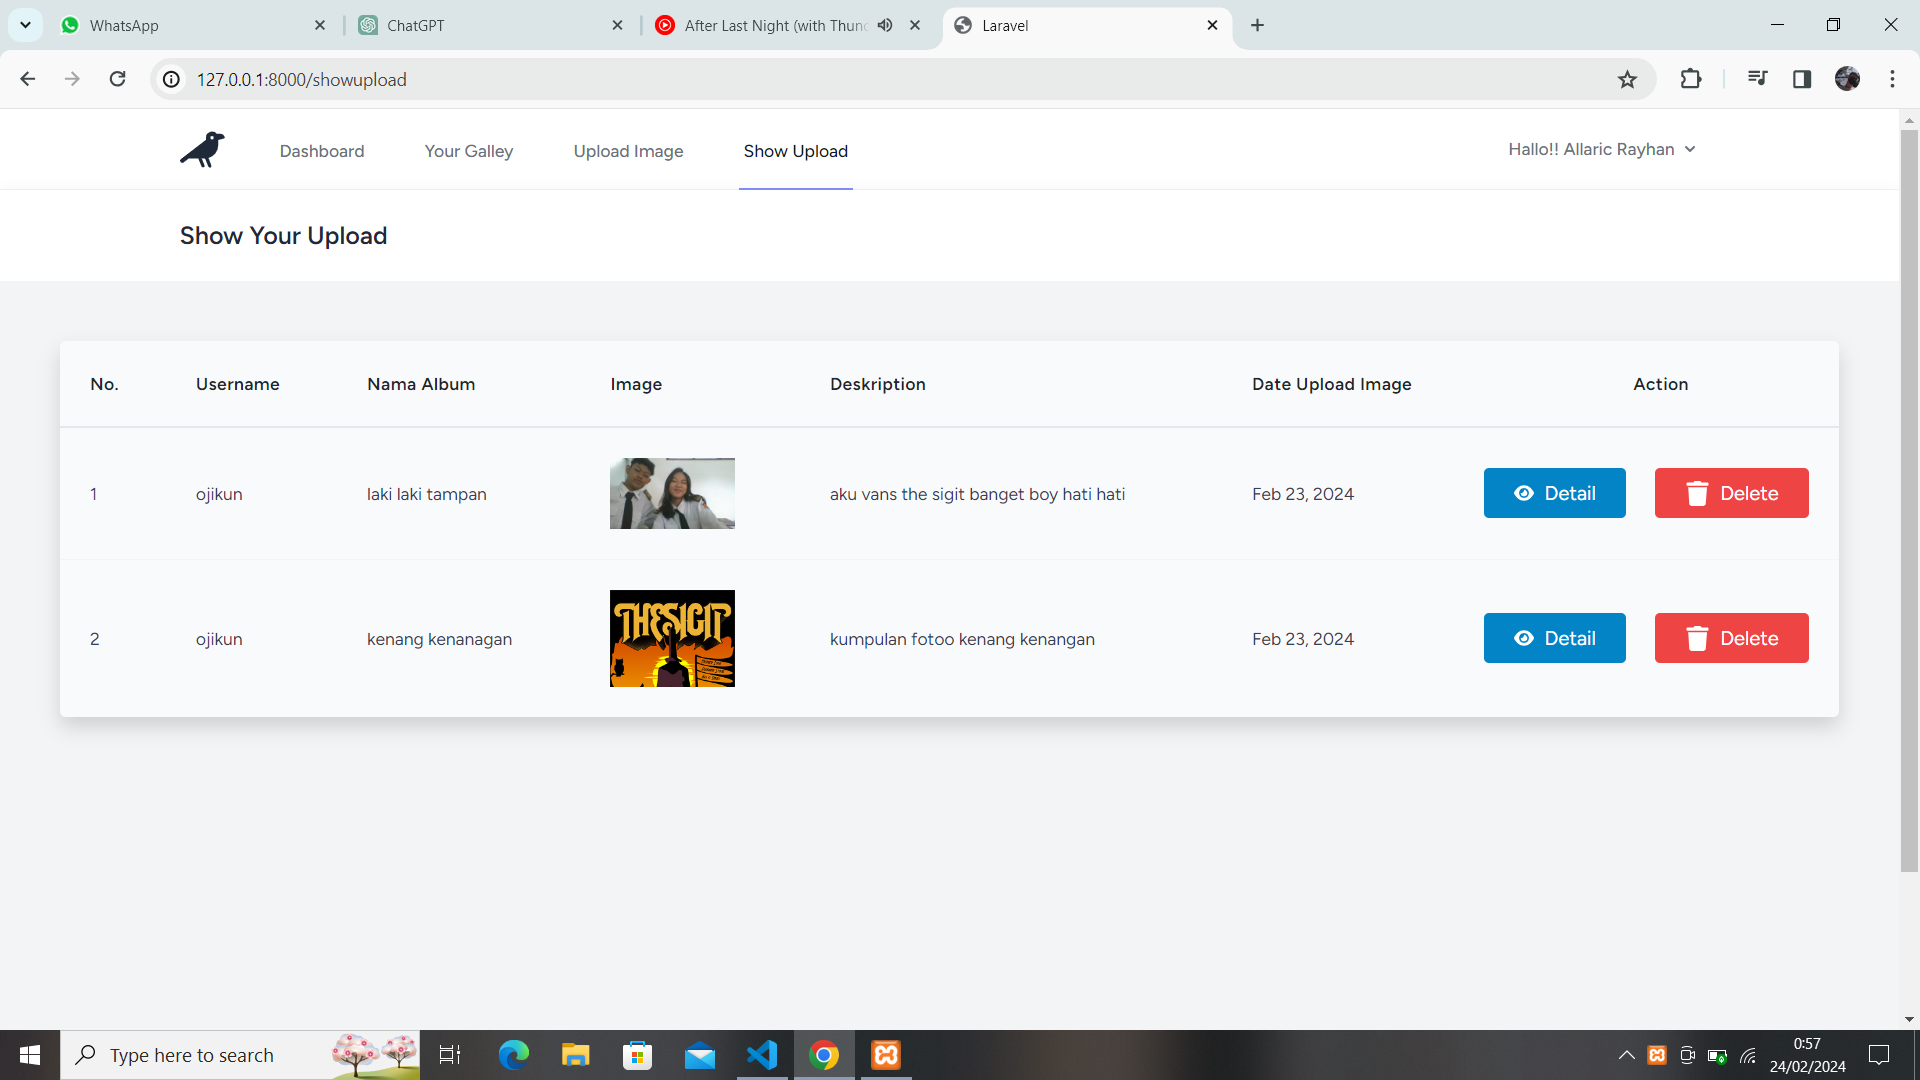 WhatsApp
ChatGPT
After Last Night (with Thun
Laravel
127.0.0.1:8000/showupload
Dashboard
Your Galley
Upload Image
Show Upload
Hallo!! Allaric Rayhan
Show Your Upload
No. Username Nama Album Image Deskription Date Upload Image Action
1 ojikun laki laki tampan aku vans the sigit banget boy hati hati Feb 23, 2024 Detail Delete
THESIGIT
2 ojikun kenang kenanagan kumpulan fotoo kenang kenangan Feb 23, 2024 Detail Delete
Type here to search
0:57
24/02/2024